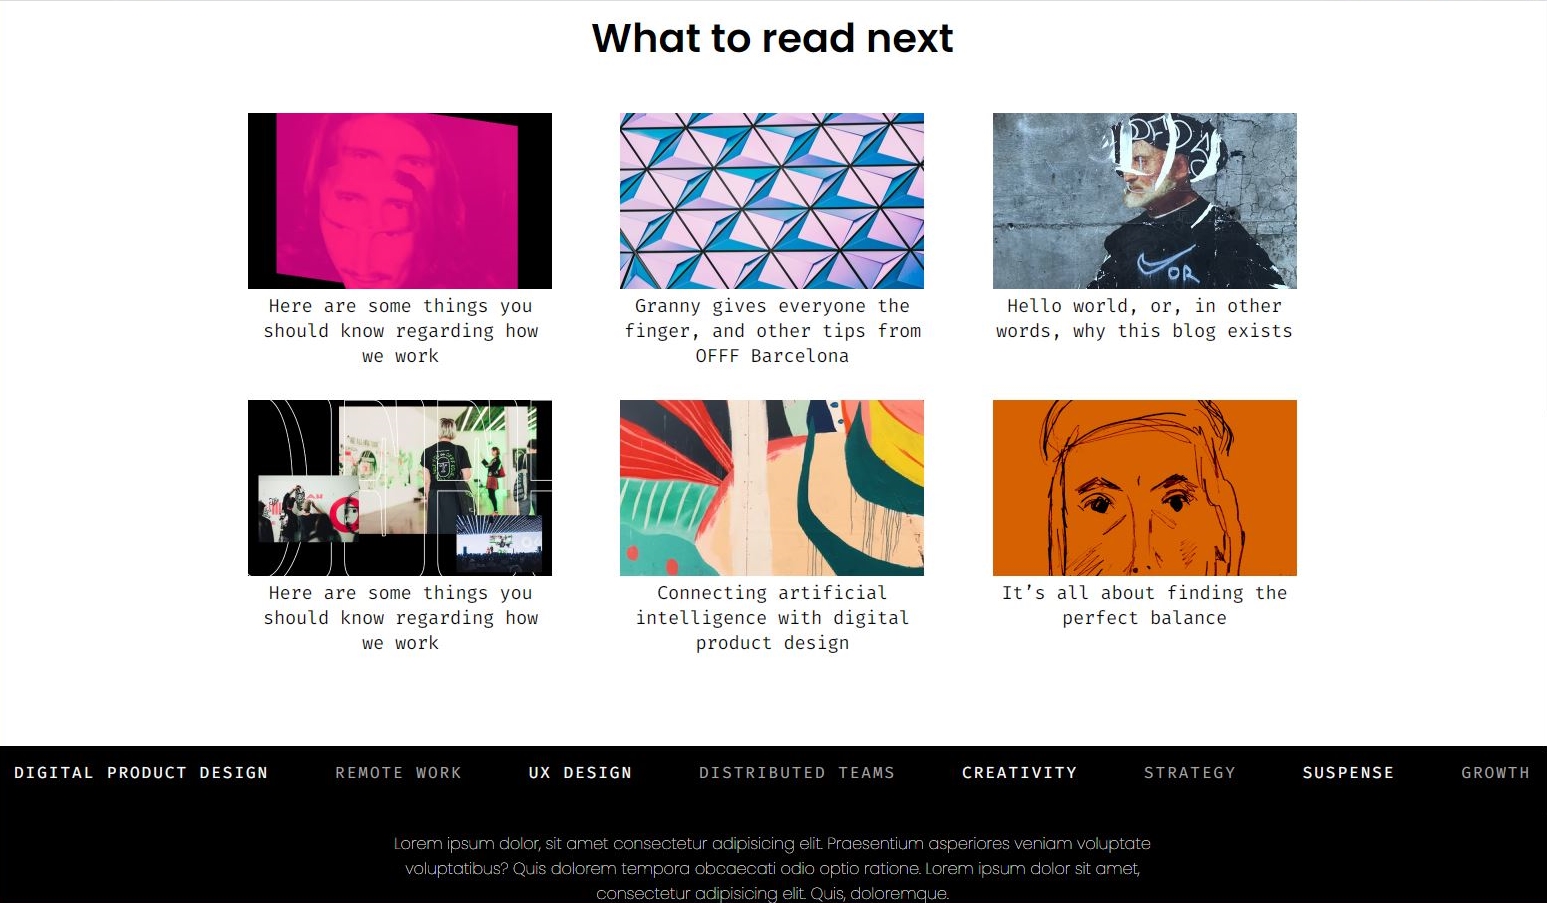 What to read next
Here are some things you
should know regarding how
we work
Granny gives everyone the
finger, and other tips from
OFFF Barcelona
Hello world, or, in other
words, why this blog exists
OR
Here are some things you
should know regarding how
we work
Connecting artificial
intelligence with digital
product design
It’s all about finding the
perfect balance
DIGITAL PRODUCT DESIGN REMOTE WORK UX DESIGN DISTRIBUTED TEAMS CREATIVITY STRATEGY SUSPENSE GROWTH
Lorem ipsum dolor, sit amet consectetur adipisicing elit. Praesentium asperiores veniam voluptate
voluptatibus? Quis dolorem tempora obcaecati odio optio ratione. Lorem ipsum dolor sit amet,
consectetur adipisicing elit. Quis, doloremque.